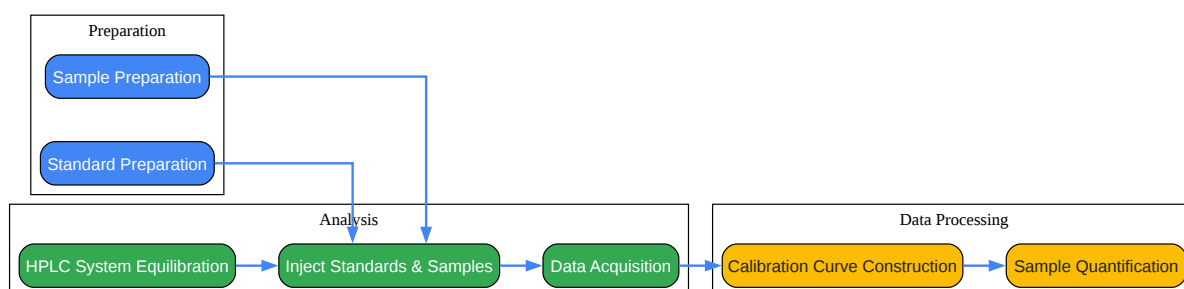 Preparation
Sample Preparation
Standard Preparation
Analysis
HPLC System Equilibration
Inject Standards & Samples
Data Acquisition
Data Processing
Calibration Curve Construction
Sample Quantification